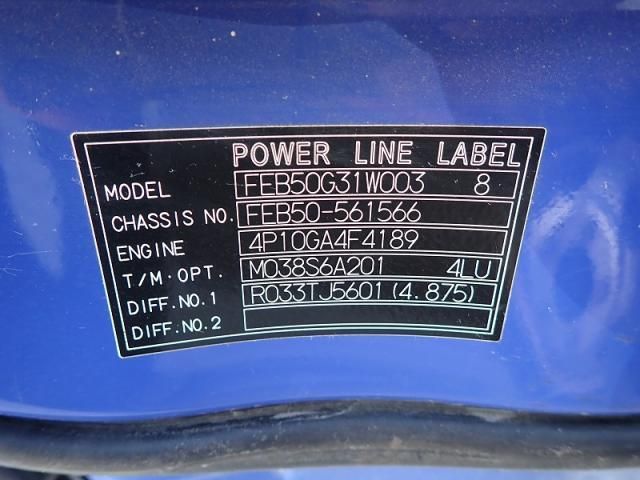 POWER LINE LABEL
MODEL FEB50G31W003 8
CHASSIS NO. FEB50-561566
ENGINE 4P10GA4F4189
T/M. OPT. M038S6A201 4LU
DIFF.NO.1 R033TJ5601(4.875)
DIFF.NO.2